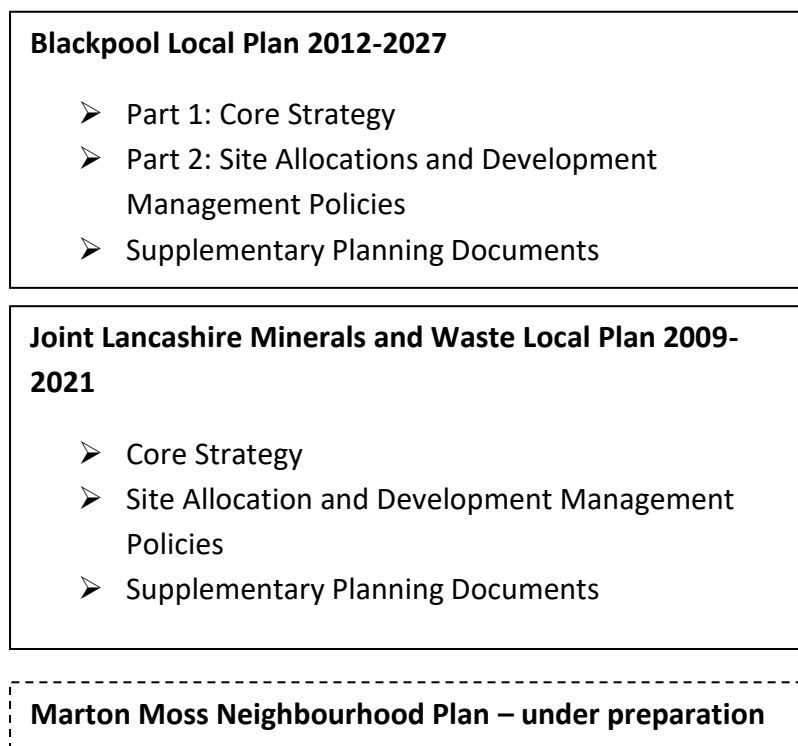 Blackpool Local Plan 2012-2027
➢ Part 1: Core Strategy
➢ Part 2: Site Allocations and Development
Management Policies
➢ Supplementary Planning Documents
Joint Lancashire Minerals and Waste Local Plan 2009-
2021
➢ Core Strategy
➢ Site Allocation and Development Management
Policies
➢ Supplementary Planning Documents
Marton Moss Neighbourhood Plan – under preparation